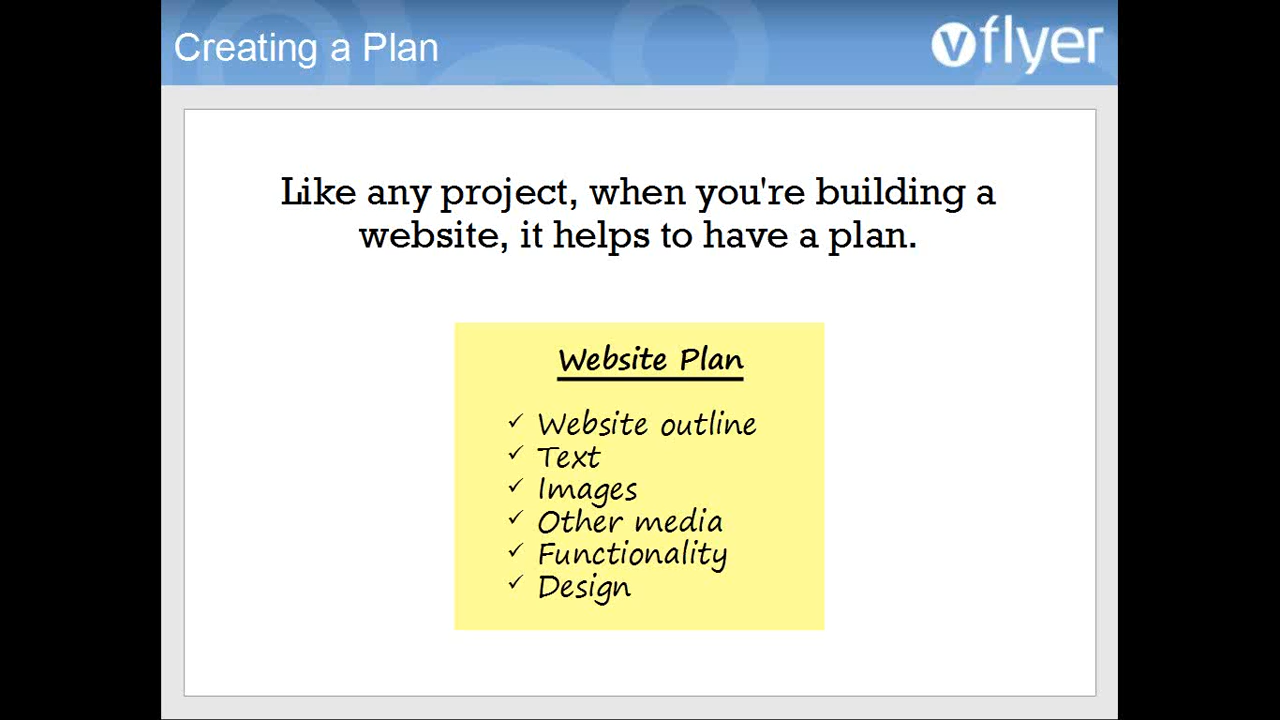 Creating a Plan
vflyer
Like any project, when you're building a
website, it helps to have a plan.
Website Plan
✓ Website outline
✓ Text
✓ Images
✓ Other media
✓ Functionality
✓ Design